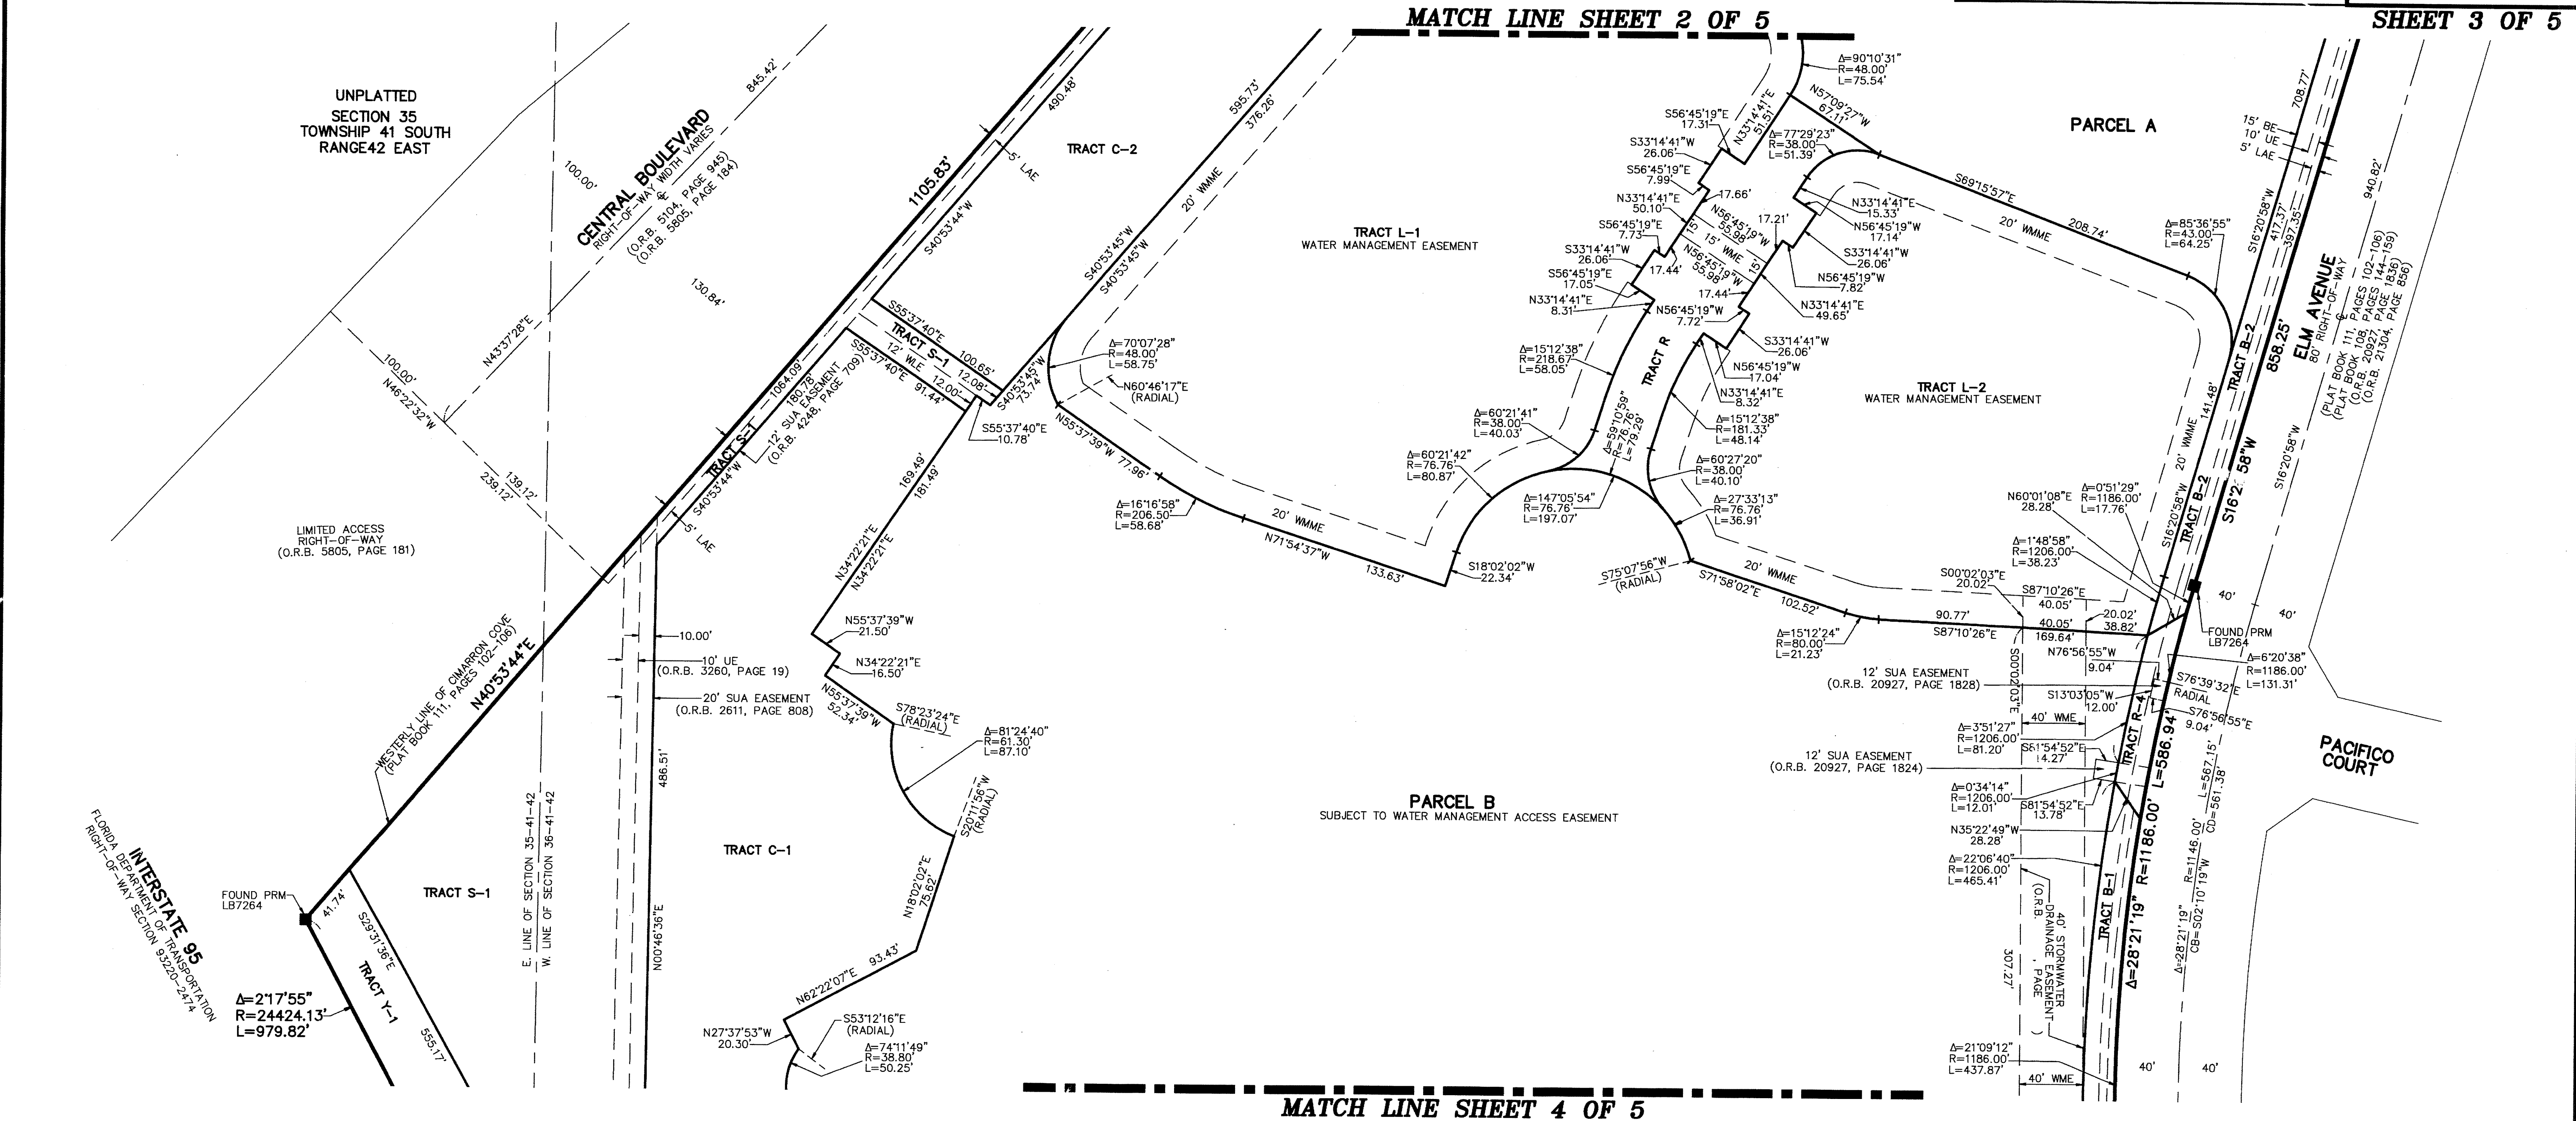 MATCH LINE SHEET 2 OF 5
SHEET 3 OF 5
UNPLATTED
SECTION 35
TOWNSHIP 41 SOUTH
RANGE42 EAST
845.42'
100.00'
CENTRAL BOULEVARD
RIGHT-OF-WAY WIDTH VARIES
(O.R.B. 5104, PAGE 945)
(O.R.B. 5805, PAGE 184)
130.84'
N43°37'28"E
100.00'
N46°22'32"W
139.12'
239.12'
LIMITED ACCESS
RIGHT-OF-WAY
(O.R.B. 5805, PAGE 181)
1105.83'
490.48'
5' LAE
S40°53'44"W
TRACT C-2
595.73'
376.26'
20' WMME
S40°53'45"W
S40°53'45"W
TRACT L-1
WATER MANAGEMENT EASEMENT
S55°37'40"E
100.65'
TRACT S-1
12' WLE
12.08'
12.00'
S55°37'40"E
91.44'
S40°53'45"W
73.74'
S55°37'40"E
10.78'
1064.09'
180.78'
12' SUA EASEMENT
(O.R.B. 4248, PAGE 709)
TRACT S-1
S40°53'44"W
5' LAE
Δ=70°07'28"
R=48.00'
L=58.75'
N60°46'17"E
(RADIAL)
N55°37'39"W 77.96'
Δ=16°16'58"
R=206.50'
L=58.68'
20' WMME
N71°54'37"W
133.63'
S18°02'02"W
22.34'
169.49'
181.49'
N34°22'21"E
N34°22'21"E
N55°37'39"W
21.50'
N34°22'21"E
16.50'
N55°37'39"W
52.34'
S78°23'24"E
(RADIAL)
Δ=81°24'40"
R=61.30'
L=87.10'
S20°11'56"W
(RADIAL)
N18°02'02"E
75.62'
N62°22'07"E
93.43'
N27°37'53"W
20.30'
S53°12'16"E
(RADIAL)
Δ=74°11'49"
R=38.80'
L=50.25'
10.00'
10' UE
(O.R.B. 3260, PAGE 19)
20' SUA EASEMENT
(O.R.B. 2611, PAGE 808)
486.51'
N00°46'36"E
TRACT C-1
WESTERLY LINE OF CIMARRON COVE
(PLAT BOOK 111, PAGES 102-106)
N40°53'44"E
E. LINE OF SECTION 35-41-42
W. LINE OF SECTION 36-41-42
FLORIDA DEPARTMENT OF TRANSPORTATION
RIGHT-OF-WAY SECTION 93220-2474
INTERSTATE 95
FOUND PRM
LB7264
41.74'
S29°31'36"E
TRACT S-1
TRACT Y-1
555.17'
Δ=2°17'55"
R=24424.13'
L=979.82'
Δ=90°10'31"
R=48.00'
L=75.54'
N57°09'27"W
67.11'
S56°45'19"E
17.31'
N33°14'41"E
51.51'
Δ=77°29'23"
R=38.00'
L=51.39'
S33°14'41"W
26.06'
S56°45'19"E
7.99'
N33°14'41"E
50.10'
17.66'
S56°45'19"E
7.73'
15'
N56°45'19"W
55.98'
15' WME
N56°45'19"W
55.98'
17.21'
15'
N33°14'41"E
15.33'
N56°45'19"W
17.14'
S33°14'41"W
26.06'
N56°45'19"W
7.82'
S33°14'41"W
26.06'
S56°45'19"E
17.05'
17.44'
17.44'
N33°14'41"E
49.65'
N33°14'41"E
8.31'
N56°45'19"W
7.72'
S33°14'41"W
26.06'
N56°45'19"W
17.04'
N33°14'41"E
8.32'
Δ=15°12'38"
R=218.67'
L=58.05'
TRACT R
Δ=15°12'38"
R=181.33'
L=48.14'
Δ=60°21'41"
R=38.00'
L=40.03'
Δ=59°10'59"
R=76.76'
L=79.29'
Δ=60°21'42"
R=76.76'
L=80.87'
Δ=60°27'20"
R=38.00'
L=40.10'
Δ=147°05'54"
R=76.76'
L=197.07'
Δ=27°33'13"
R=76.76'
L=36.91'
S75°07'56"W
(RADIAL)
S71°58'02"E
102.52'
20' WMME
PARCEL A
S69°15'57"E
208.74'
20' WMME
Δ=85°36'55"
R=43.00'
L=64.25'
TRACT L-2
WATER MANAGEMENT EASEMENT
15' BE
10' UE
5' LAE
708.77'
S16°20'58"W
417.37'
397.35'
940.82'
ELM AVENUE
80' RIGHT-OF-WAY
(PLAT BOOK 111, PAGES 102-106)
(PLAT BOOK 108, PAGES 144-159)
(O.R.B. 20927, PAGE 1836)
(O.R.B. 21304, PAGE 856)
TRACT B-2
858.25'
141.48'
20' WMME
S16°20'58"W
TRACT B-2
S16°20'58"W
N60°01'08"E
28.28'
Δ=0°51'29"
R=1186.00'
L=17.76'
Δ=1°48'58"
R=1206.00'
L=38.23'
S00°02'03"E
20.02'
S87°10'26"E
40.05'
20.02'
90.77'
40.05'
38.82'
S87°10'26"E
169.64'
Δ=15°12'24"
R=80.00'
L=21.23'
40'
40'
FOUND PRM
LB7264
N76°56'55"W
9.04'
Δ=6°20'38"
R=1186.00'
L=131.31'
12' SUA EASEMENT
(O.R.B. 20927, PAGE 1828)
S00°02'03"E
S13°03'05"W
12.00'
S76°39'32"E
RADIAL
S76°56'55"E
9.04'
40' WME
Δ=3°51'27"
R=1206.00'
L=81.20'
TRACT R-4
12' SUA EASEMENT
(O.R.B. 20927, PAGE 1824)
S81°54'52"E
14.27'
Δ=0°34'14"
R=1206.00'
L=12.01'
S81°54'52"E
13.78'
N35°22'49"W
28.28'
Δ=22°06'40"
R=1206.00'
L=465.41'
TRACT B-1
Δ=28°21'19" R=1186.00' L=586.94'
Δ=28°21'19" R=1146.00' L=567.15'
CB=S02°10'19"W CD=561.38'
PACIFICO
COURT
PARCEL B
SUBJECT TO WATER MANAGEMENT ACCESS EASEMENT
307.27'
40' STORMWATER
DRAINAGE EASEMENT
(O.R.B. , PAGE )
Δ=21°09'12"
R=1186.00'
L=437.87'
40' WME
40'
40'
MATCH LINE SHEET 4 OF 5